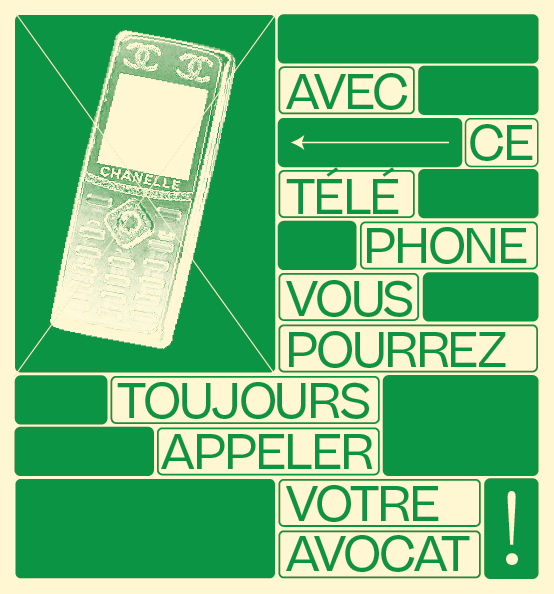 CHANELLE
AVEC
CE
TÉLÉ
PHONE
VOUS
POURREZ
TOUJOURS
APPELER
VOTRE
AVOCAT !